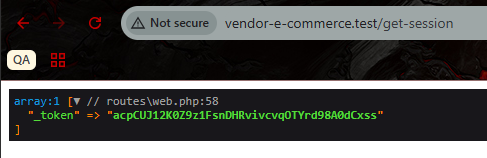 Not secure vendor-e-commerce.test/get-session
QA
array:1 [▼ // routes\web.php:58
"_token" => "acpCUJ12K0Z9z1FsnDHRvivcvqOTYrd98A0dCxss"
]